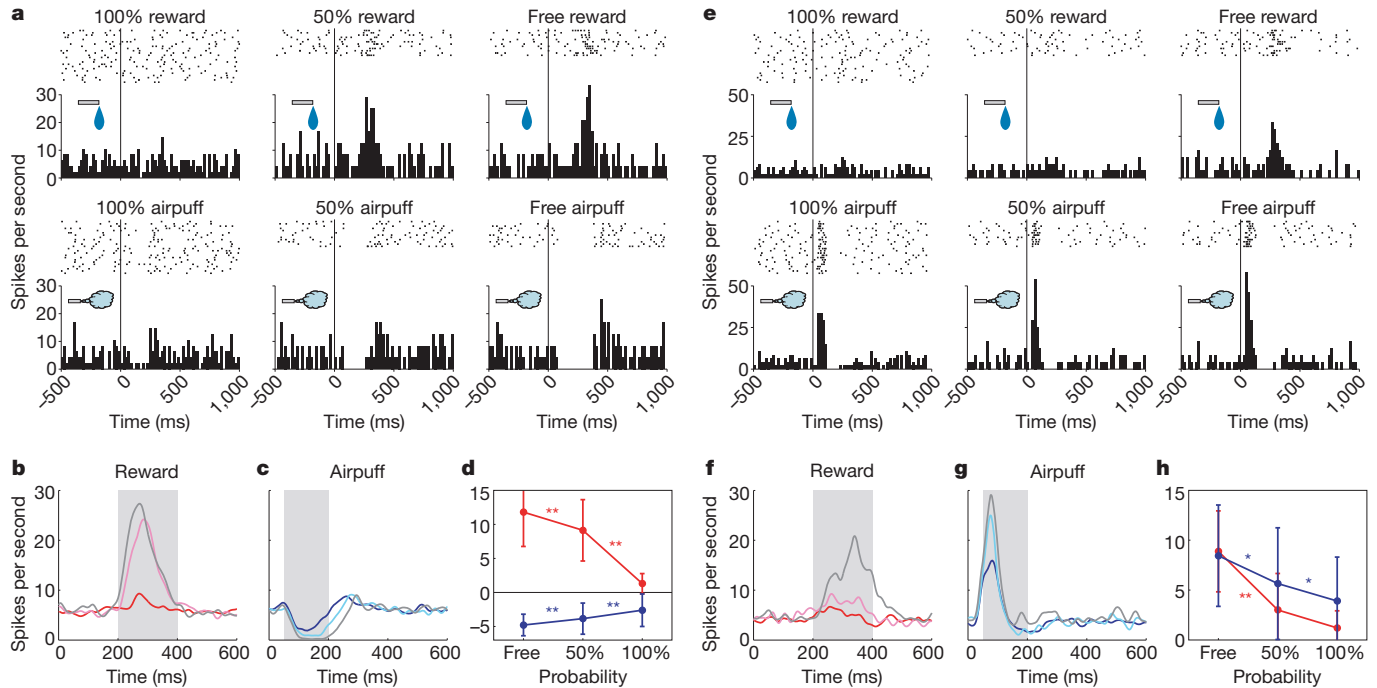 a
100% reward
50% reward
Free reward
30
20
10
0
100% airpuff
50% airpuff
Free airpuff
30
20
10
0
Spikes per second
–500
0
500
1,000
–500
0
500
1,000
–500
0
500
1,000
Time (ms)
Time (ms)
Time (ms)
e
100% reward
50% reward
Free reward
50
25
0
100% airpuff
50% airpuff
Free airpuff
50
25
0
Spikes per second
–500
0
500
1,000
–500
0
500
1,000
–500
0
500
1,000
Time (ms)
Time (ms)
Time (ms)
b
Reward
Spikes per second
30
20
10
0
0 200 400 600
Time (ms)
c
Airpuff
0 200 400 600
Time (ms)
d
15
10
5
0
–5
** **
** **
Free 50% 100%
Probability
f
Reward
Spikes per second
30
20
10
0
0 200 400 600
Time (ms)
g
Airpuff
0 200 400 600
Time (ms)
h
15
10
5
0
* *
**
Free 50% 100%
Probability